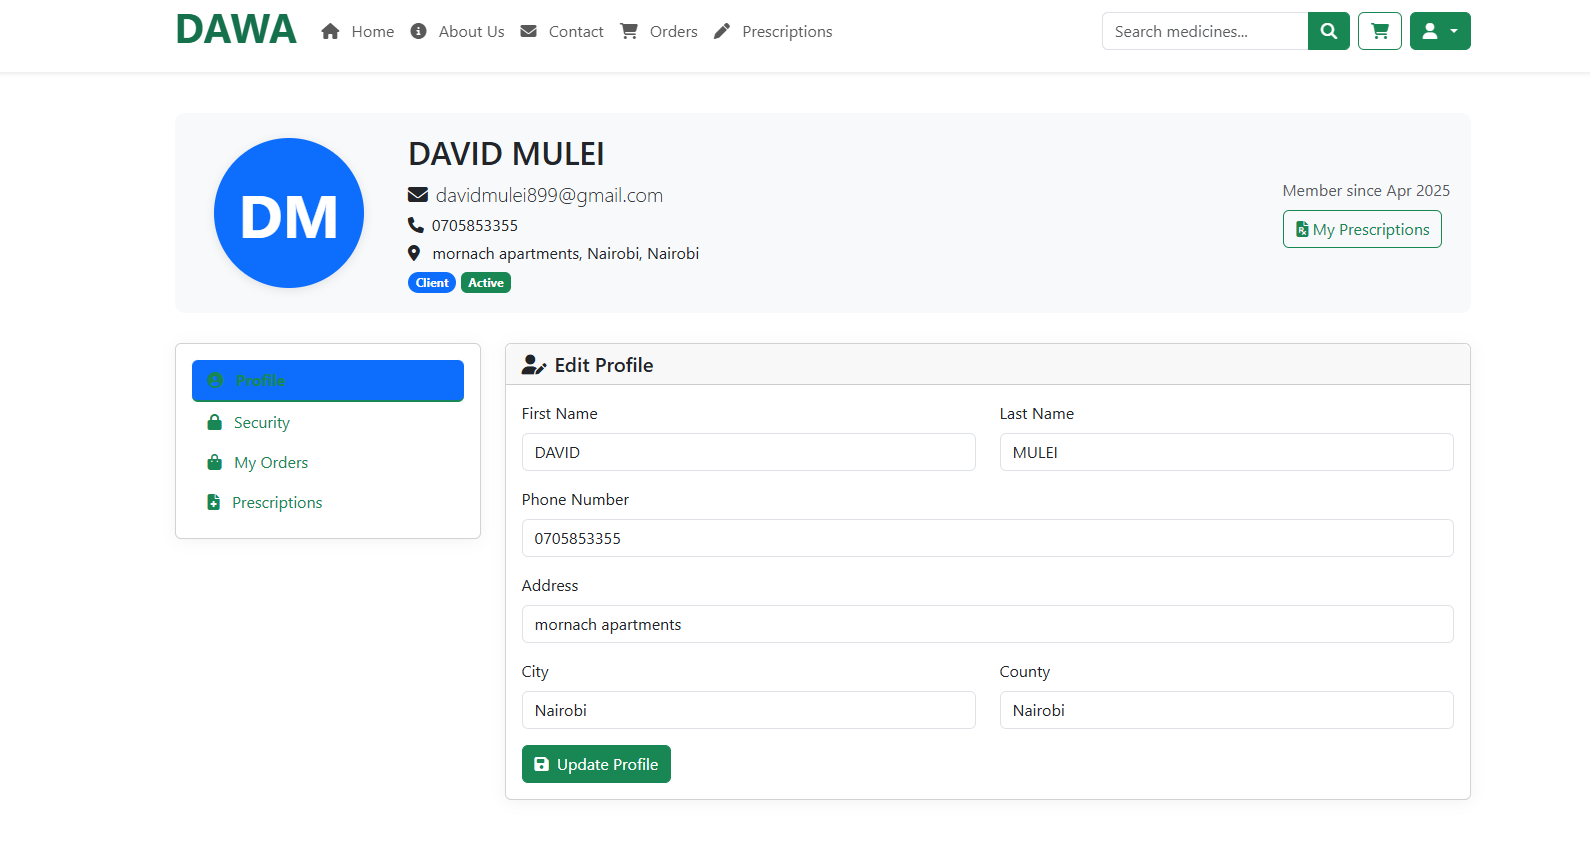 DAWA Home About Us Contact Orders Prescriptions Search medicines...
DM
DAVID MULEI
davidmulei899@gmail.com
0705853355
mornach apartments, Nairobi, Nairobi
Client Active
Member since Apr 2025
My Prescriptions
Profile
Security
My Orders
Prescriptions
Edit Profile
First Name Last Name
DAVID MULEI
Phone Number
0705853355
Address
mornach apartments
City County
Nairobi Nairobi
Update Profile